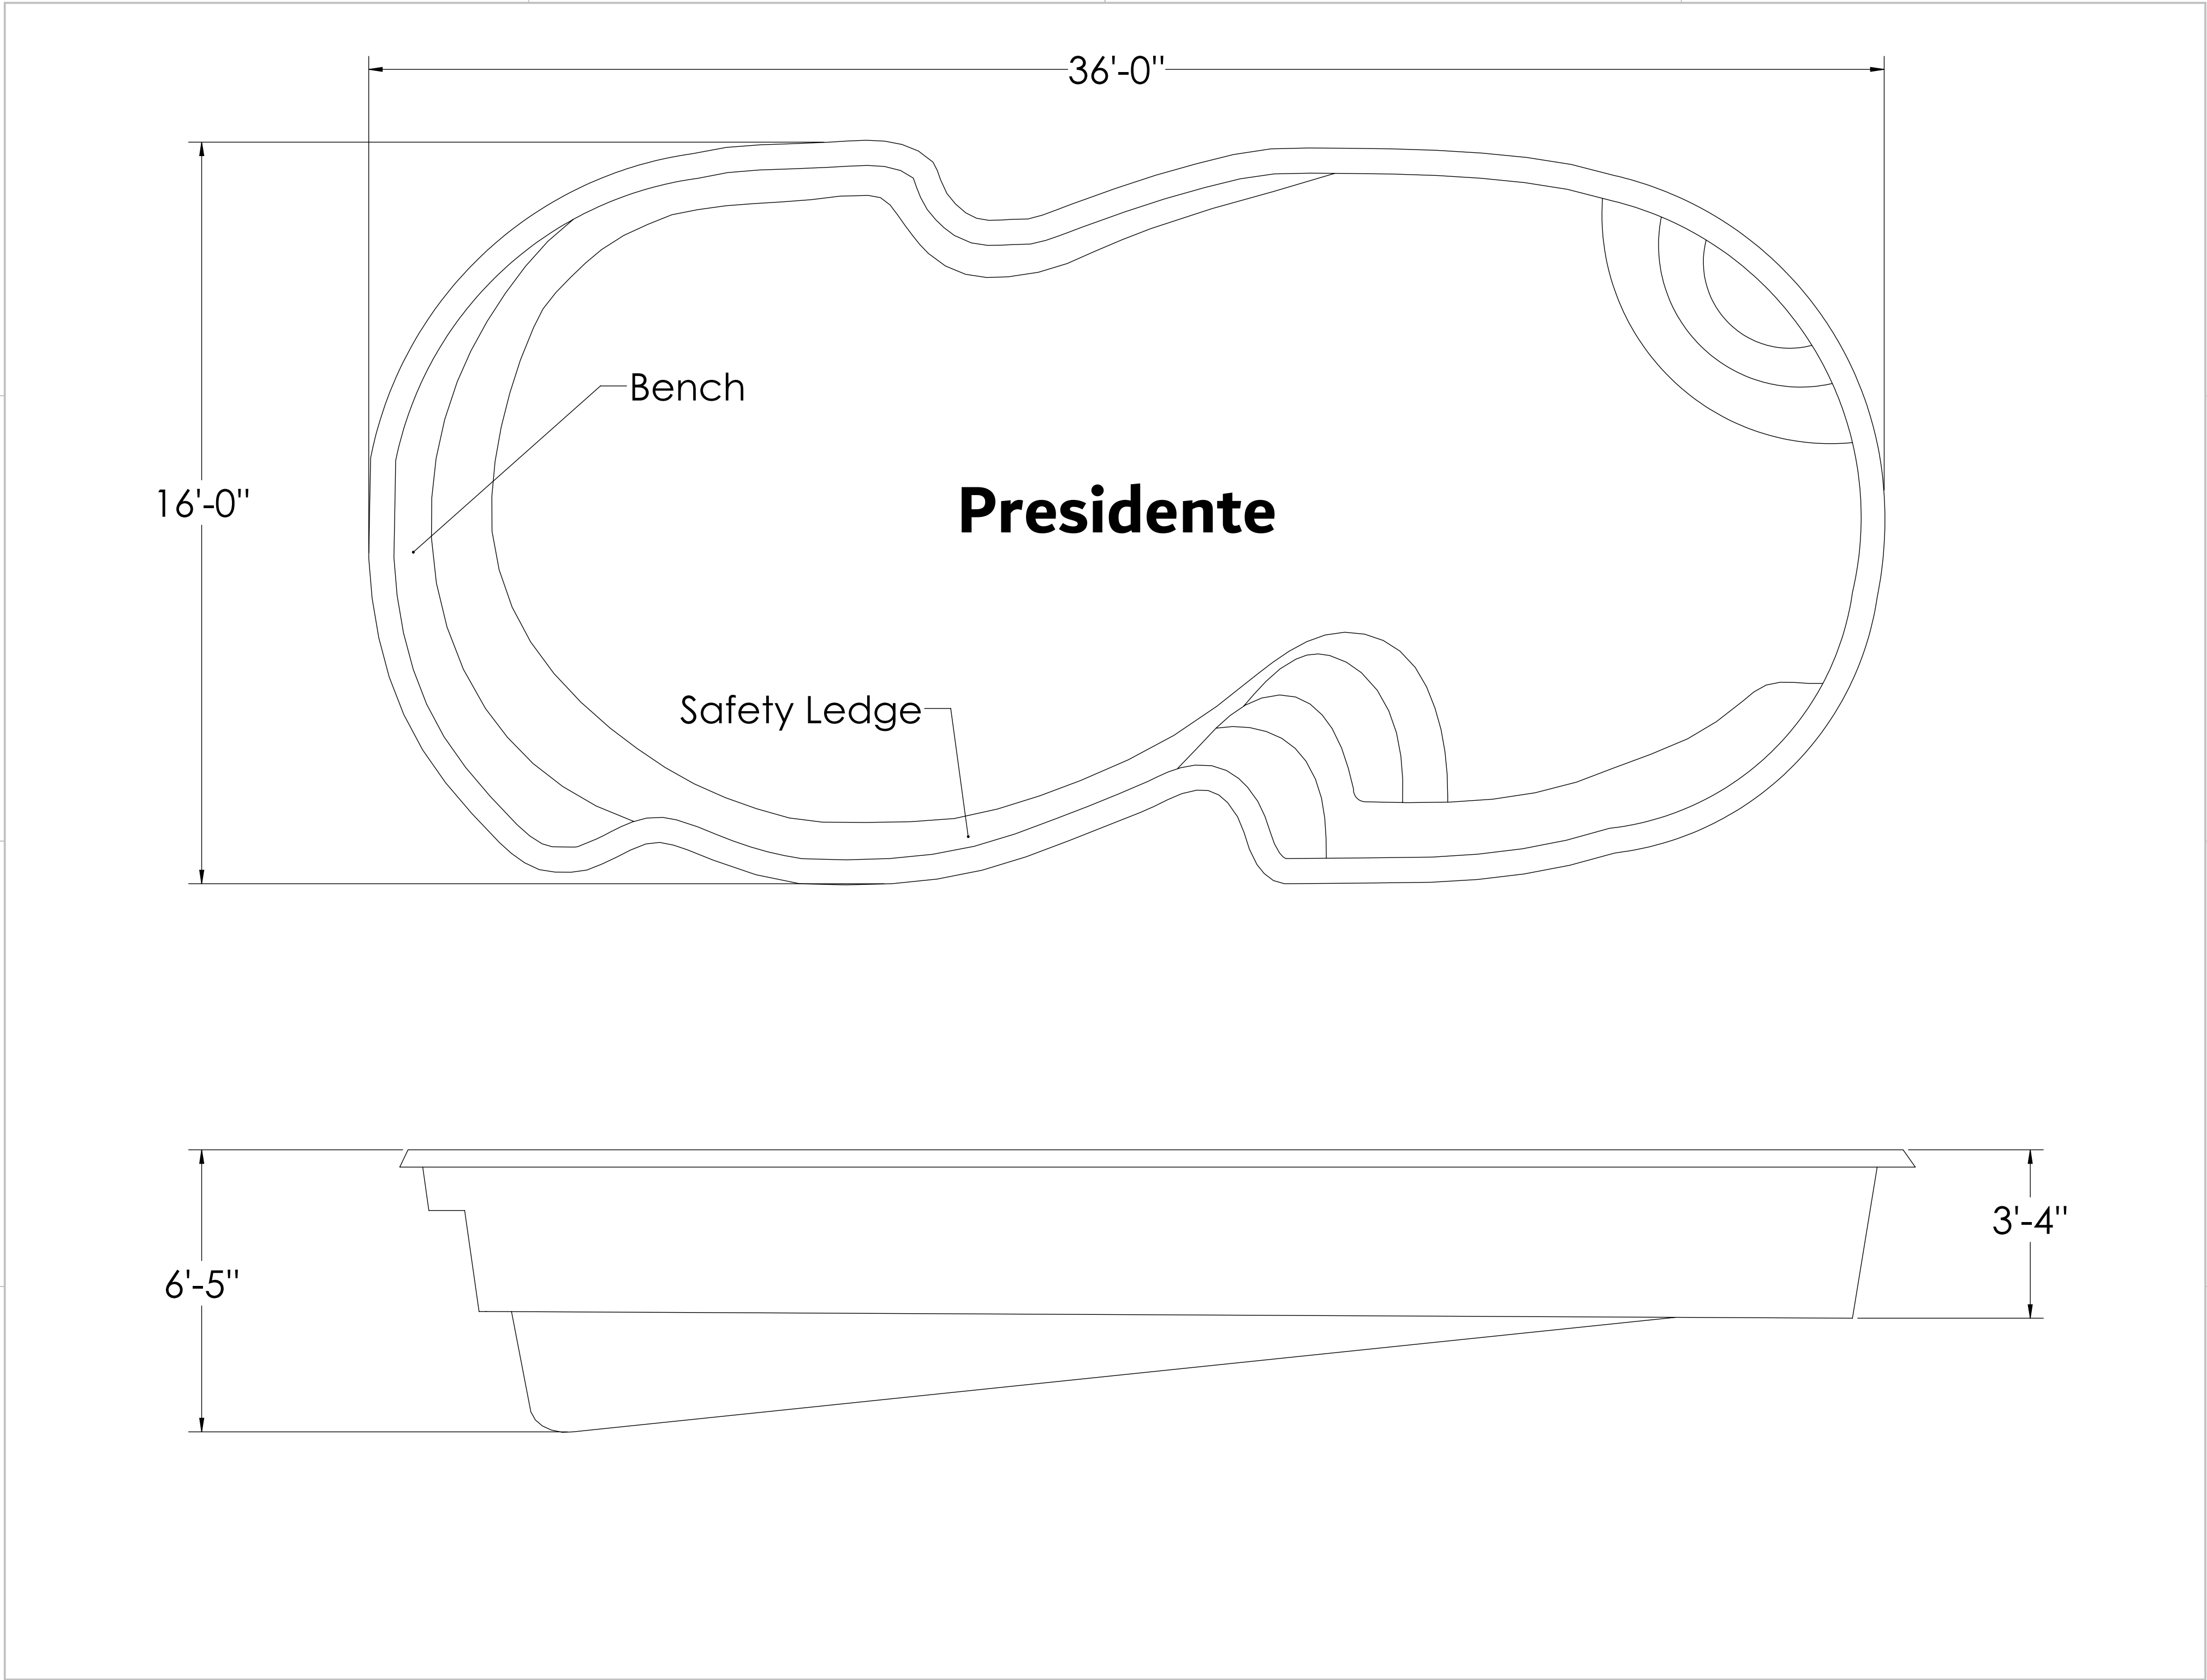 36'-0"
16'-0"
Bench
Presidente
Safety Ledge
6'-5"
3'-4"